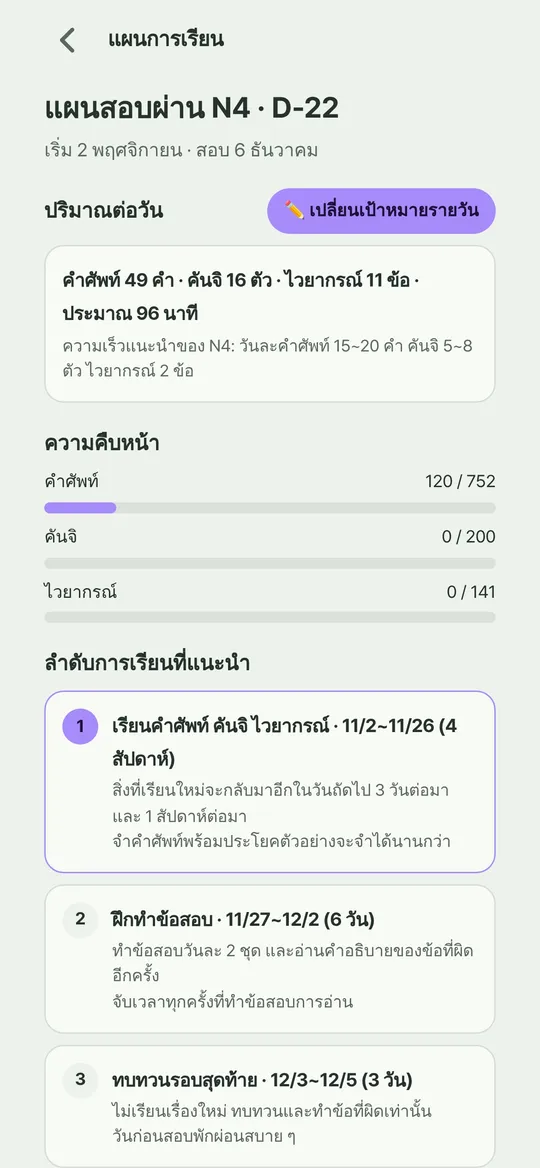 แผนการเรียน
แผนสอบผ่าน N4 · D-22
เริ่ม 2 พฤศจิกายน · สอบ 6 ธันวาคม
ปริมาณต่อวัน
✏️ เปลี่ยนเป้าหมายรายวัน
คำศัพท์ 49 คำ · คันจิ 16 ตัว · ไวยากรณ์ 11 ข้อ ·
ประมาณ 96 นาที
ความเร็วแนะนำของ N4: วันละคำศัพท์ 15~20 คำ คันจิ 5~8
ตัว ไวยากรณ์ 2 ข้อ
ความคืบหน้า
คำศัพท์ 120 / 752
คันจิ 0 / 200
ไวยากรณ์ 0 / 141
ลำดับการเรียนที่แนะนำ
1 เรียนคำศัพท์ คันจิ ไวยากรณ์ · 11/2~11/26 (4
สัปดาห์)
สิ่งที่เรียนใหม่จะกลับมาอีกในวันถัดไป 3 วันต่อมา
และ 1 สัปดาห์ต่อมา
จำคำศัพท์พร้อมประโยคตัวอย่างจะจำได้นานกว่า
2 ฝึกทำข้อสอบ · 11/27~12/2 (6 วัน)
ทำข้อสอบวันละ 2 ชุด และอ่านคำอธิบายของข้อที่ผิด
อีกครั้ง
จับเวลาทุกครั้งที่ทำข้อสอบการอ่าน
3 ทบทวนรอบสุดท้าย · 12/3~12/5 (3 วัน)
ไม่เรียนเรื่องใหม่ ทบทวนและทำข้อที่ผิดเท่านั้น
วันก่อนสอบพักผ่อนสบาย ๆ